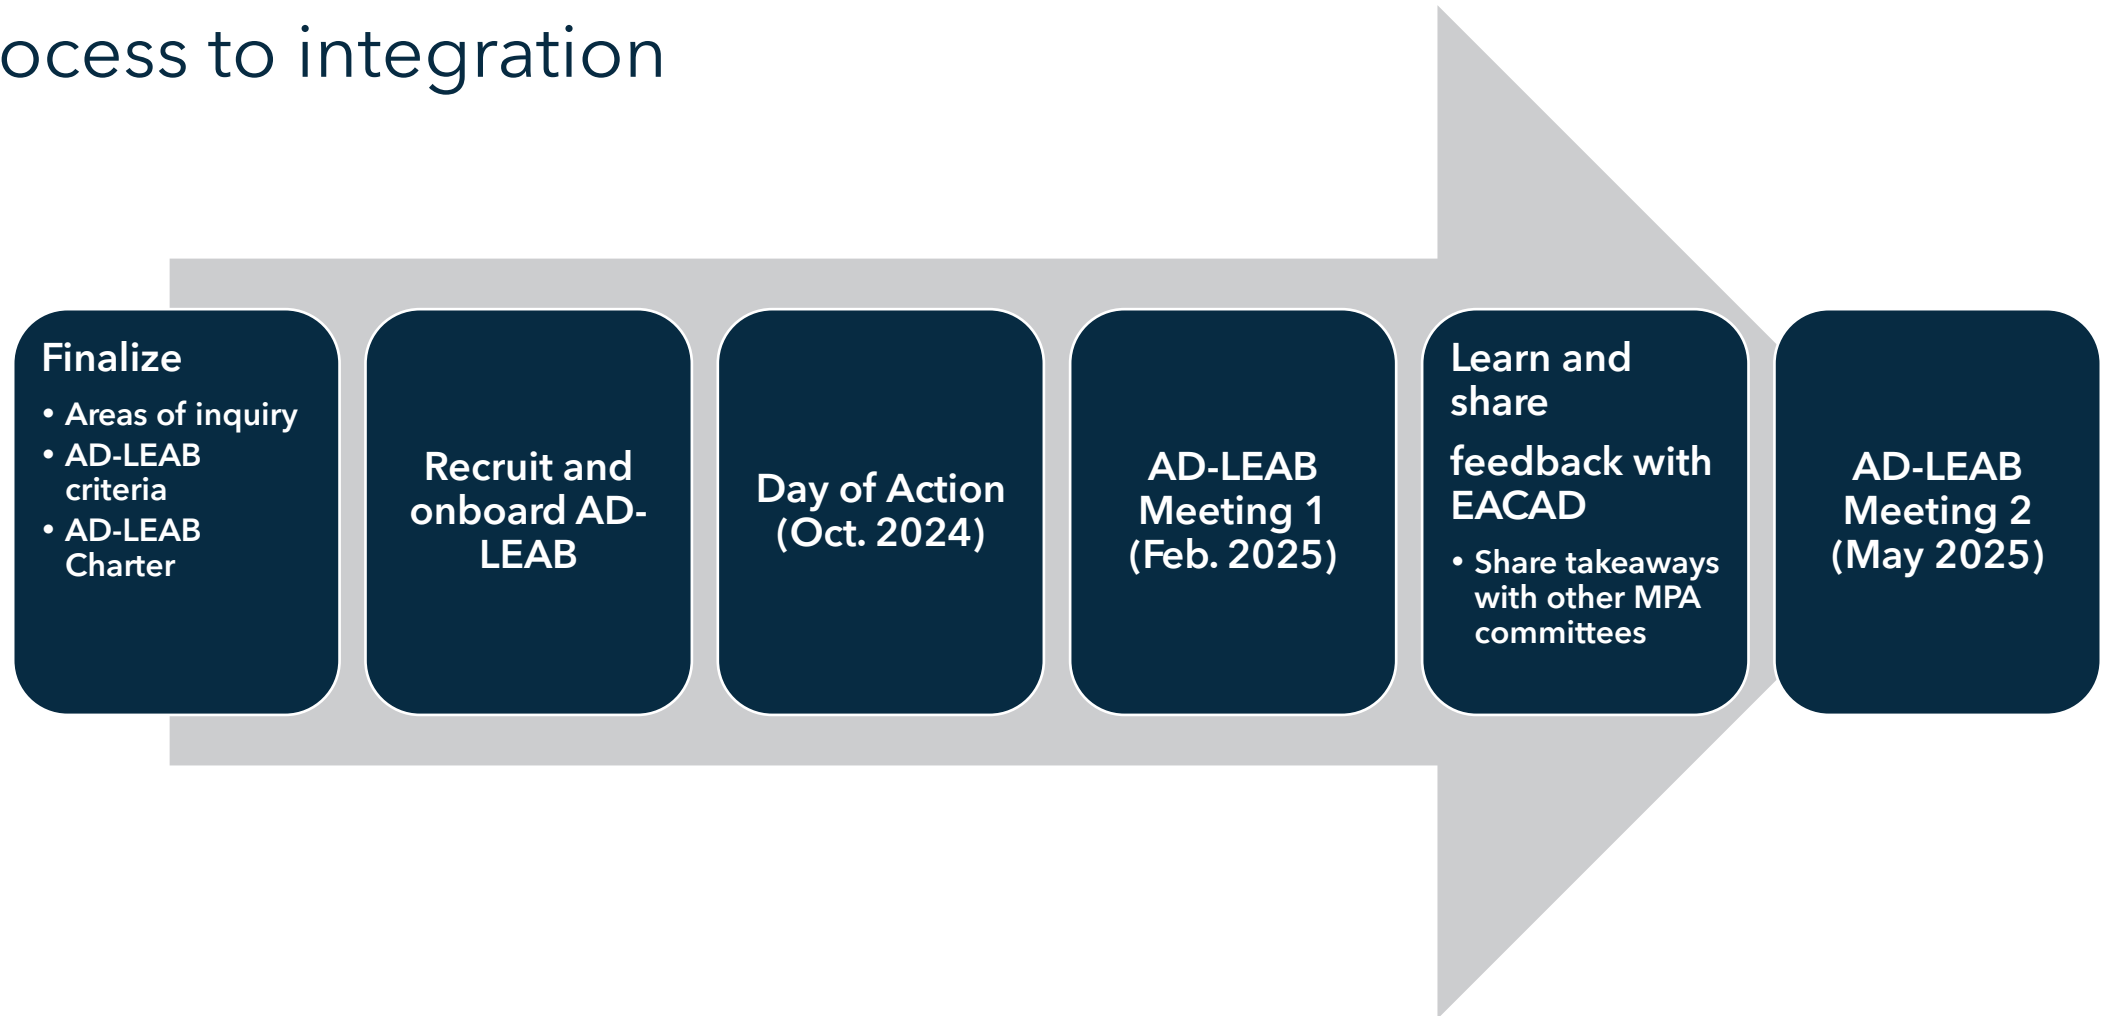 ocess to integration
Finalize
• Areas of inquiry
• AD-LEAB
criteria
• AD-LEAB
Charter
Recruit and
onboard AD-
LEAB
Day of Action
(Oct. 2024)
AD-LEAB
Meeting 1
(Feb. 2025)
Learn and
share
feedback with
EACAD
• Share takeaways
with other MPA
committees
AD-LEAB
Meeting 2
(May 2025)